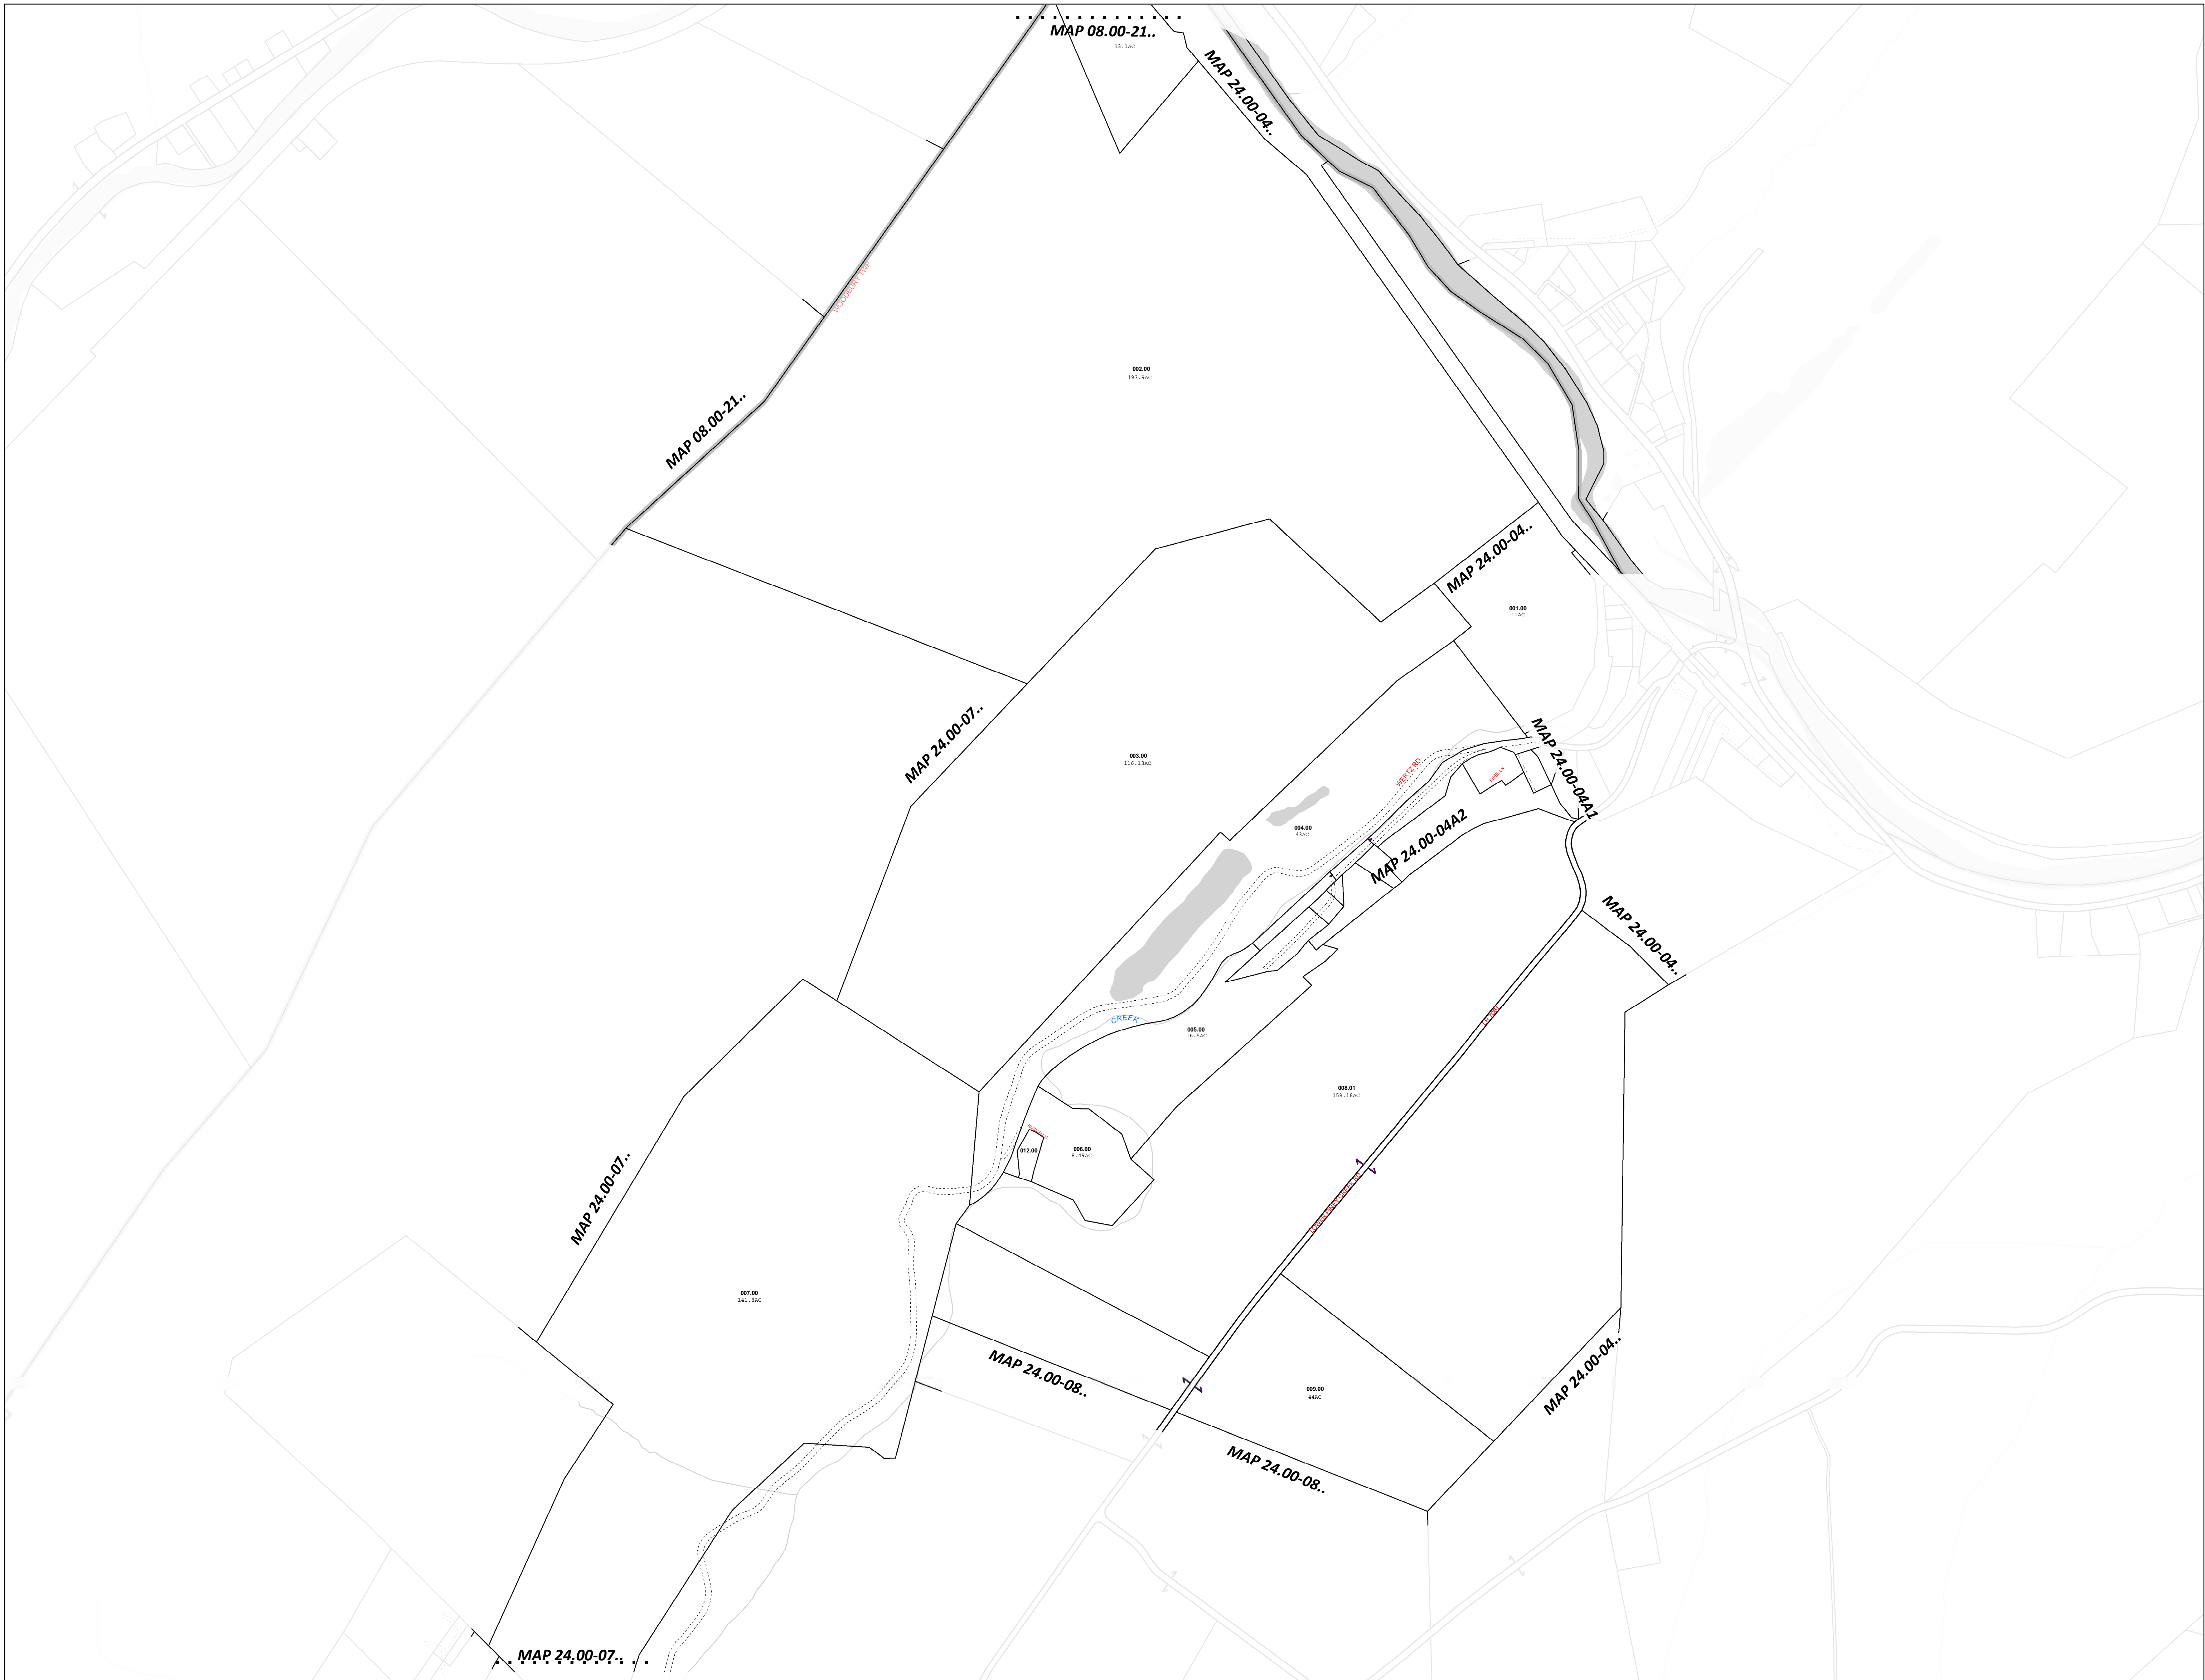 MAP 08.00-21..
13.1AC
MAP 24.00-04..
WOODBURY TWP
002.00
193.9AC
MAP 08.00-21..
MAP 24.00-04..
001.00
11AC
MAP 24.00-07..
003.00
116.13AC
MAP 24.00-04A1
WERTZ RD
004.00
43AC
MAP 24.00-04A2
MAP 24.00-04..
CREEK
005.00
16.5AC
008.01
159.18AC
012.00
006.00
8.49AC
MAP 24.00-07..
007.00
141.8AC
MAP 24.00-08..
009.00
44AC
MAP 24.00-04..
MAP 24.00-08..
MAP 24.00-07..